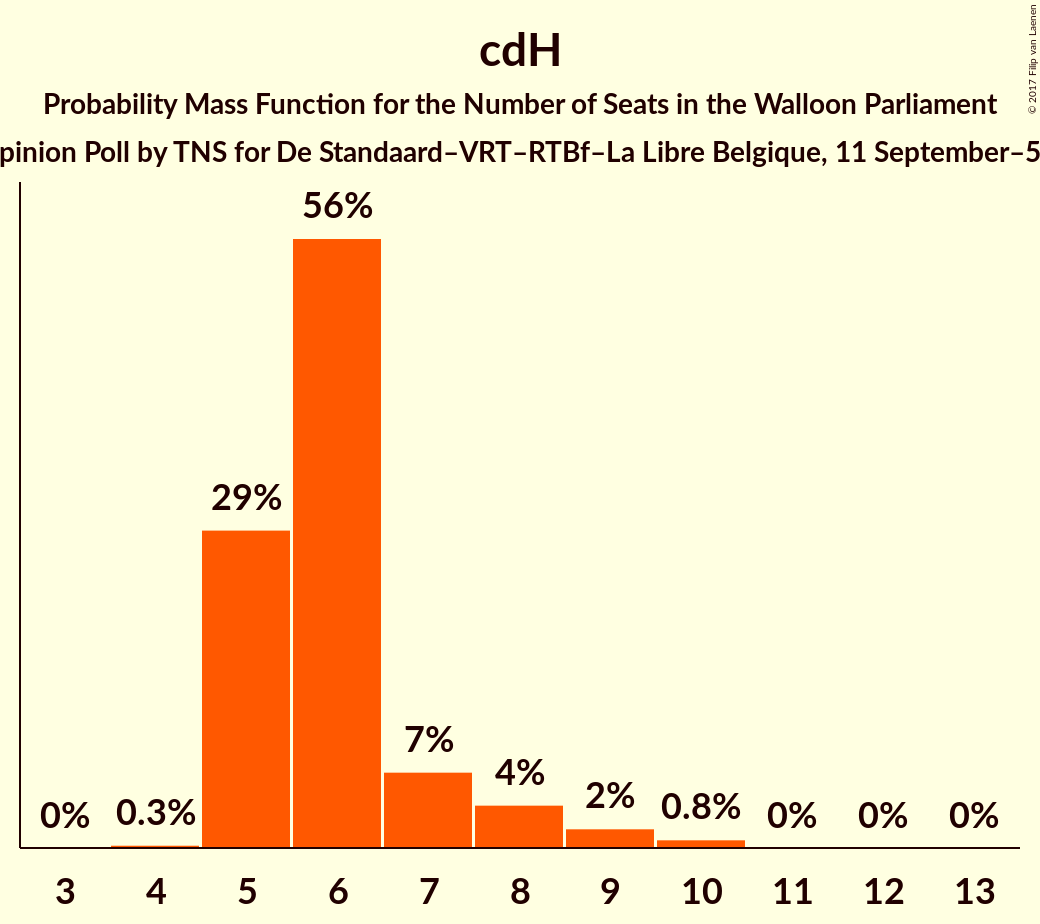 cdH
Probability Mass Function for the Number of Seats in the Walloon Parliament
pinion Poll by TNS for De Standaard–VRT–RTBf–La Libre Belgique, 11 September–5
© 2017 Filip van Laenen
56%
29%
7%
4%
2%
0.8%
0% 0.3% 0% 0% 0%
3 4 5 6 7 8 9 10 11 12 13